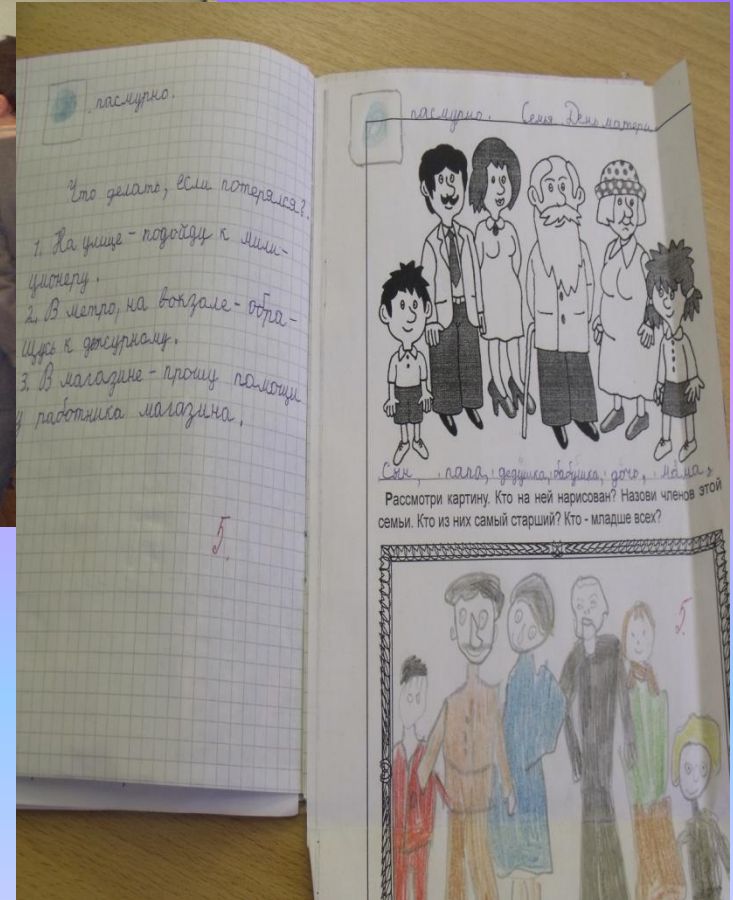 пасмурно.
Что делать, если потерялся?
1. На улице - подойду к мили-
ционеру.
2. В метро, на вокзале - обра-
щусь к дежурному.
3. В магазине - прошу помощи
у работника магазина.
5
пасмурно. Семья. День матери
Сын, папа, дедушка, бабушка, дочь, мама,
Рассмотри картину. Кто на ней нарисован? Назови членов этой
семьи. Кто из них самый старший? Кто - младше всех?
5